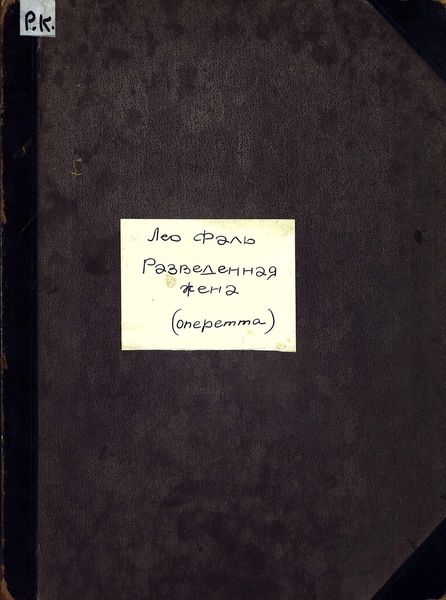 Р.К.
Лео Фаль
Разведенная
жена
(оперетта)